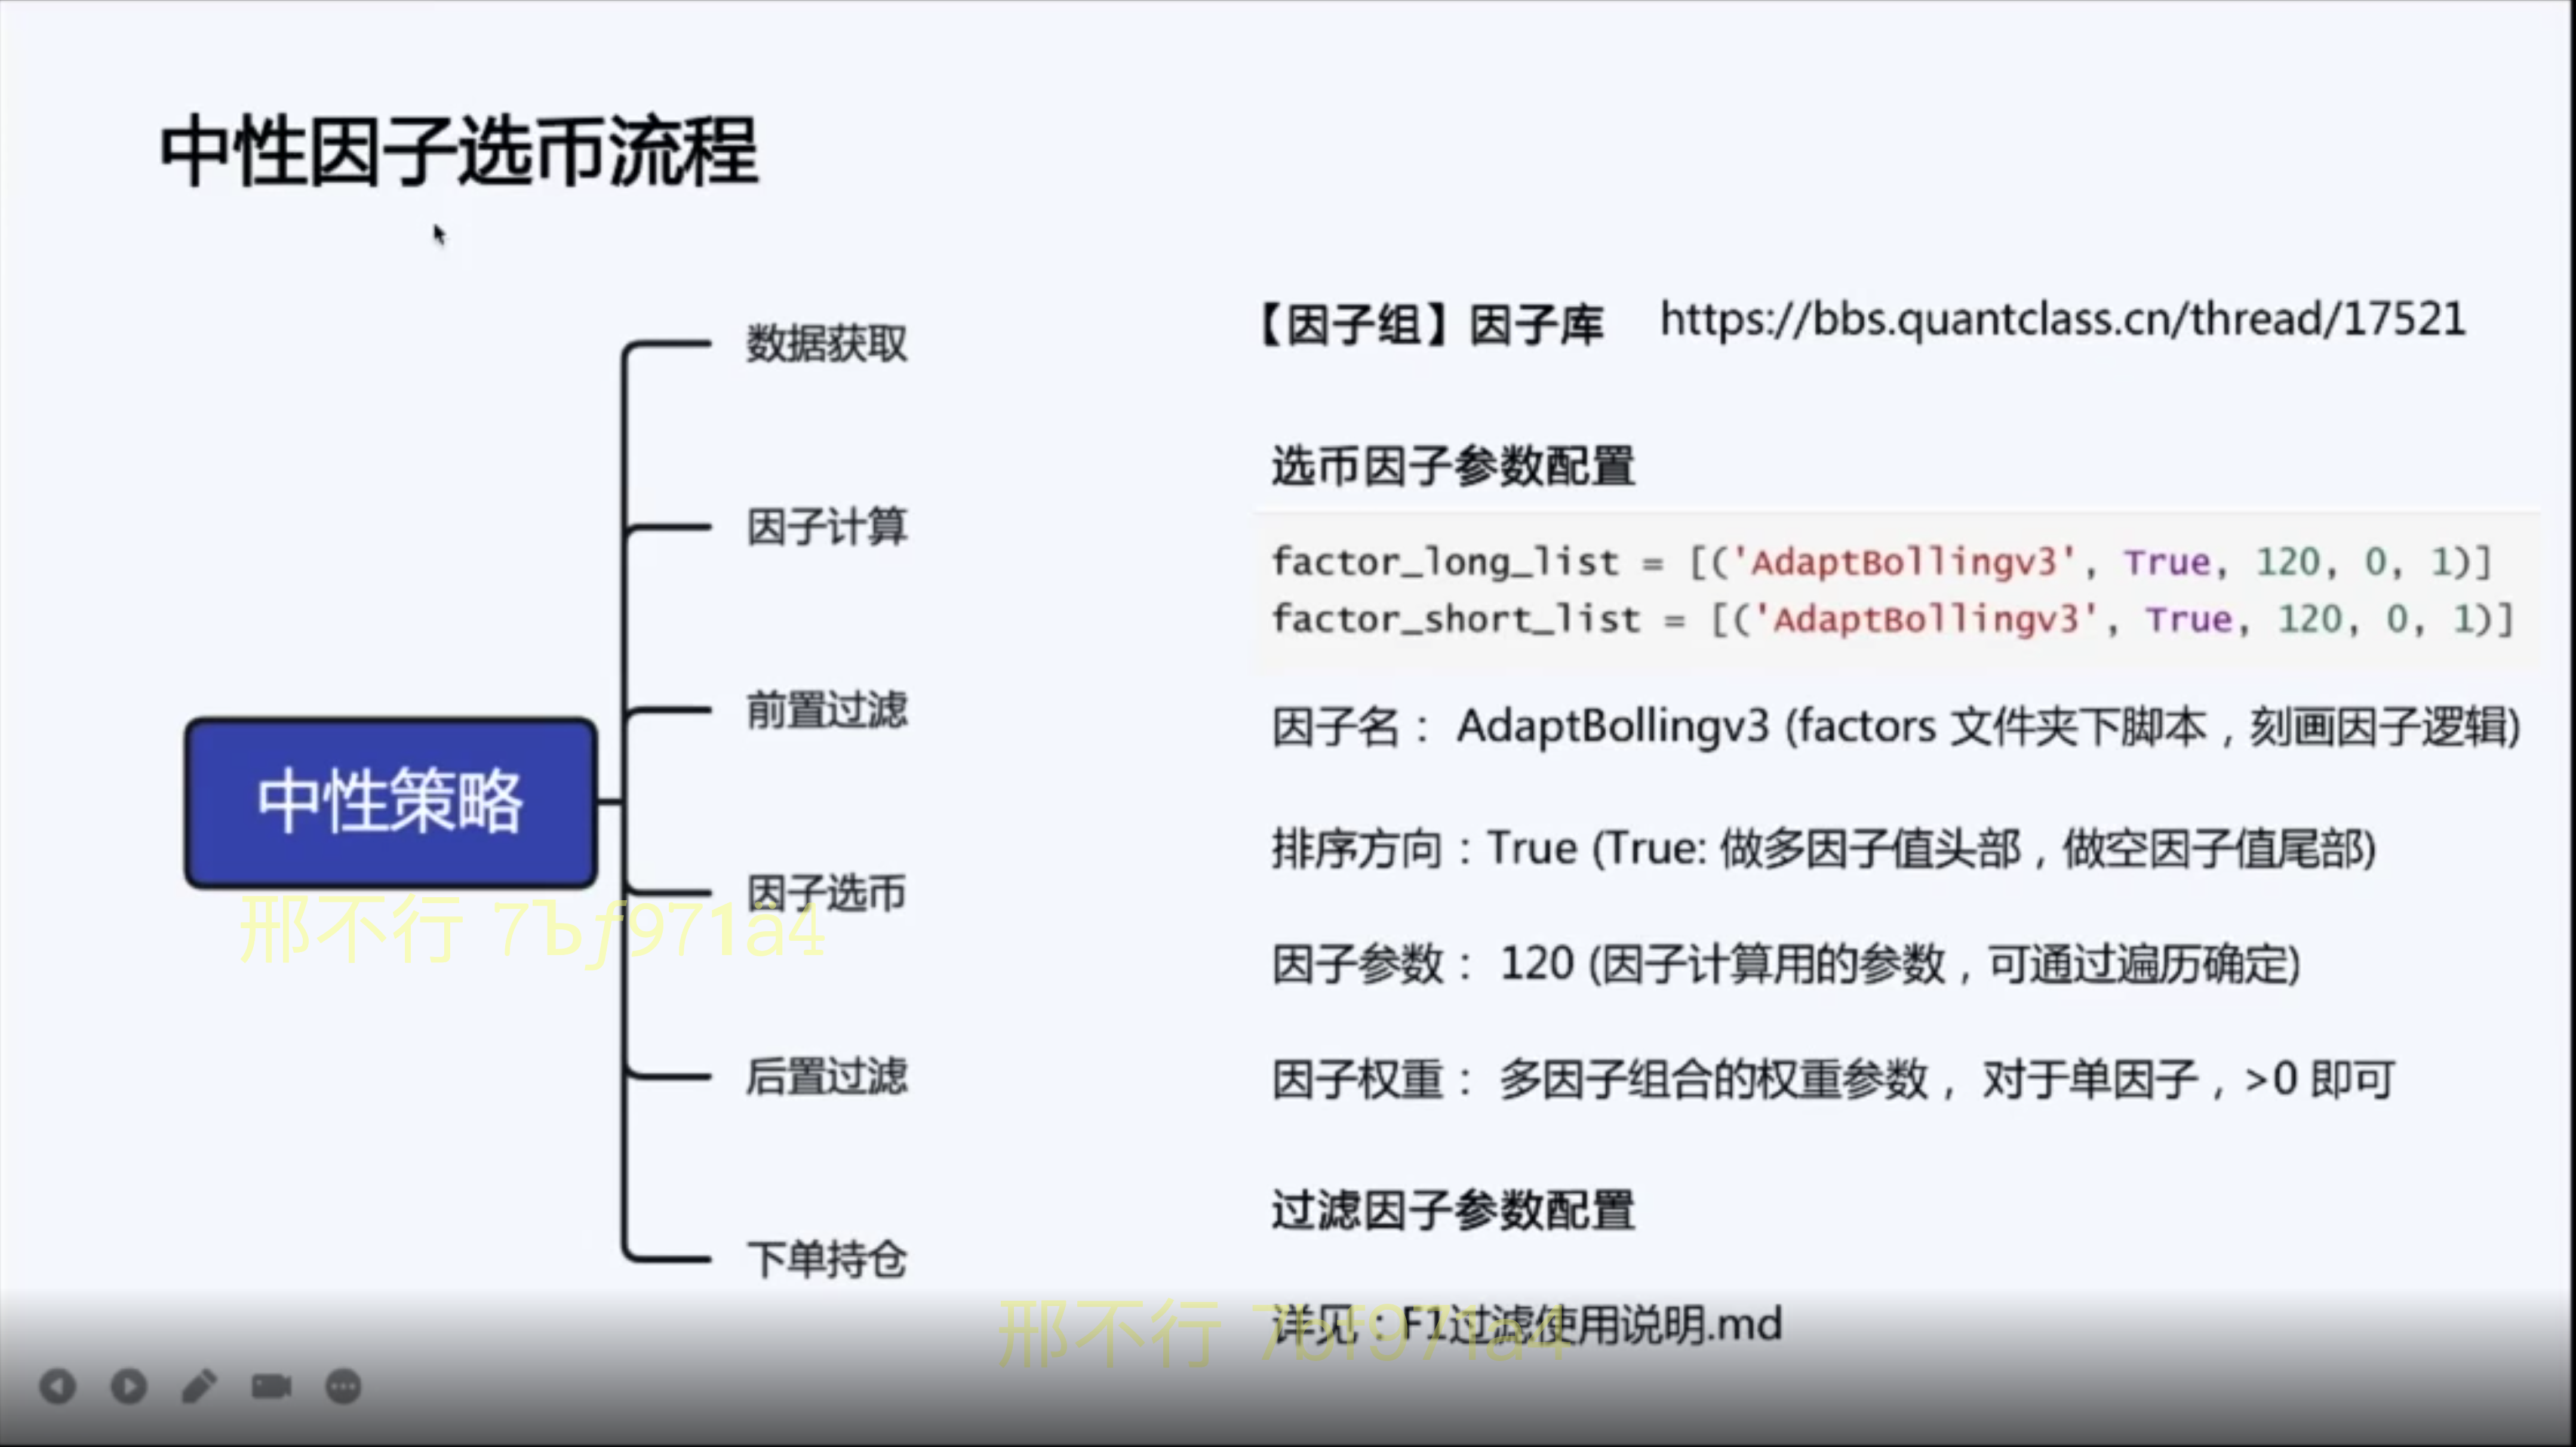 中性因子选币流程
数据获取
因子计算
前置过滤
中性策略
因子选币
后置过滤
下单持仓
【因子组】因子库 https://bbs.quantclass.cn/thread/17521
选币因子参数配置
factor_long_list = [('AdaptBollingv3', True, 120, 0, 1)]
factor_short_list = [('AdaptBollingv3', True, 120, 0, 1)]
因子名： AdaptBollingv3 (factors 文件夹下脚本，刻画因子逻辑)
排序方向：True (True: 做多因子值头部，做空因子值尾部)
因子参数： 120 (因子计算用的参数，可通过遍历确定)
因子权重： 多因子组合的权重参数， 对于单因子，>0 即可
过滤因子参数配置
详见：F1过滤使用说明.md
邢不行 7bf971a4
邢不行 7bf971a4